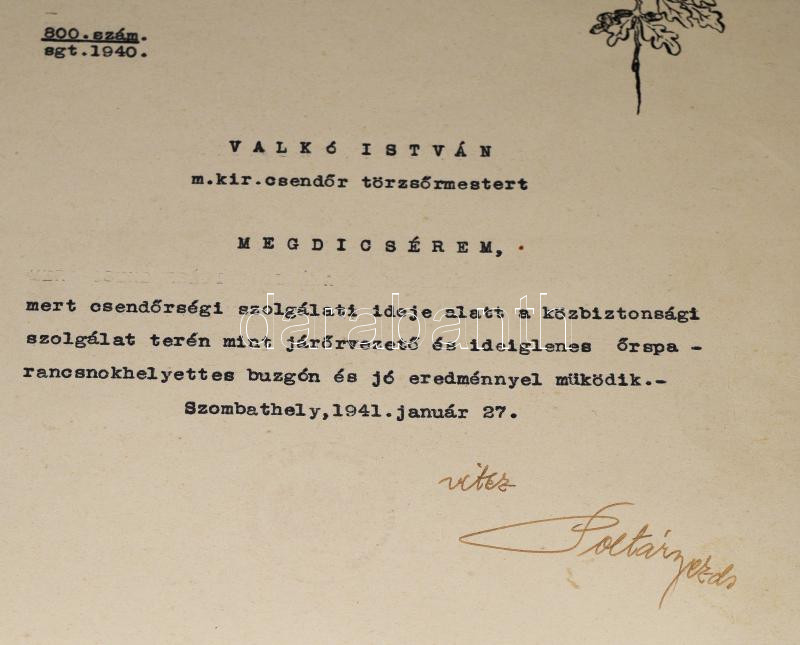 800.szám.
sgt.1940.
VALKÓ ISTVÁN
m.kir.csendőr törzsőrmestert
MEGDICSÉREM,
mert csendőrségi szolgálati ideje alatt a közbiztonsági
szolgálat terén mint járőrvezető és ideiglenes őrspa -
rancsnokhelyettes buzgón és jó eredménnyel müködik.-
Szombathely,1941.január 27.
vitéz
darabanth